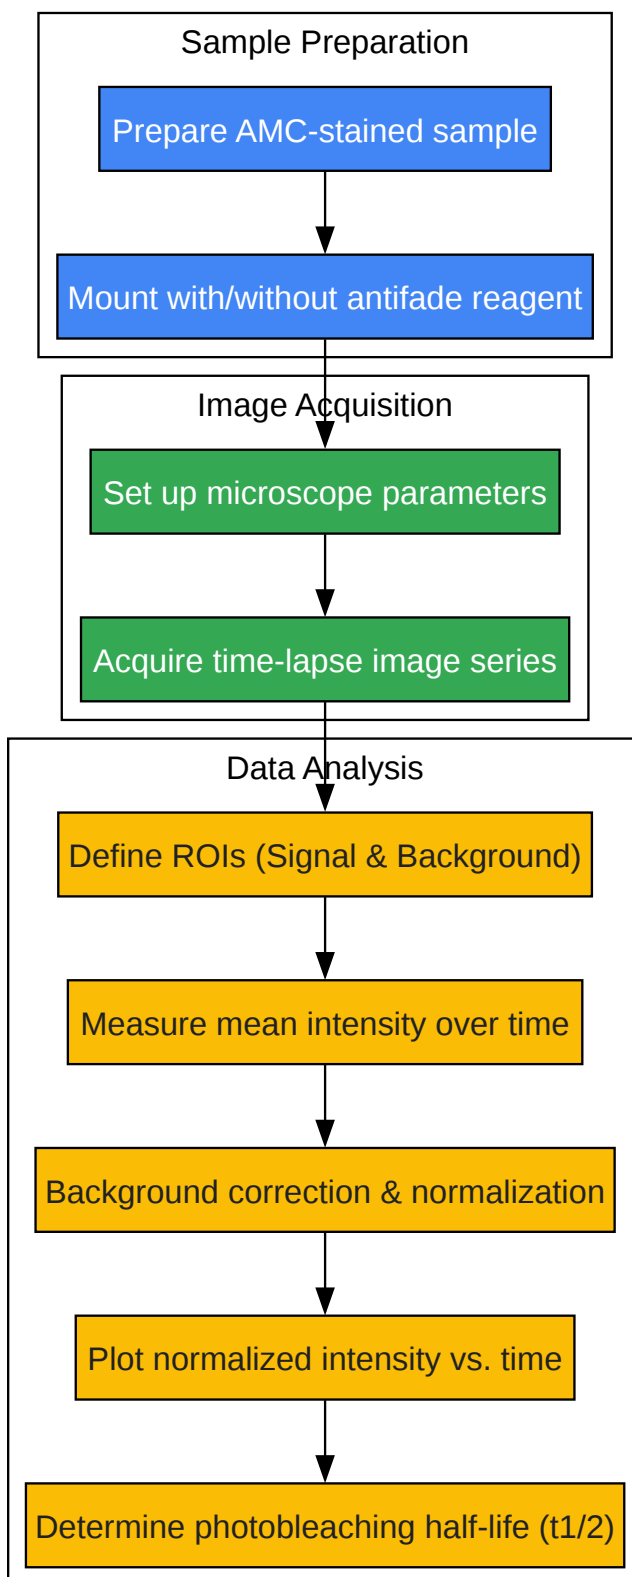 Sample Preparation
Prepare AMC-stained sample
Mount with/without antifade reagent
Image Acquisition
Set up microscope parameters
Acquire time-lapse image series
Data Analysis
Define ROIs (Signal & Background)
Measure mean intensity over time
Background correction & normalization
Plot normalized intensity vs. time
Determine photobleaching half-life (t1/2)